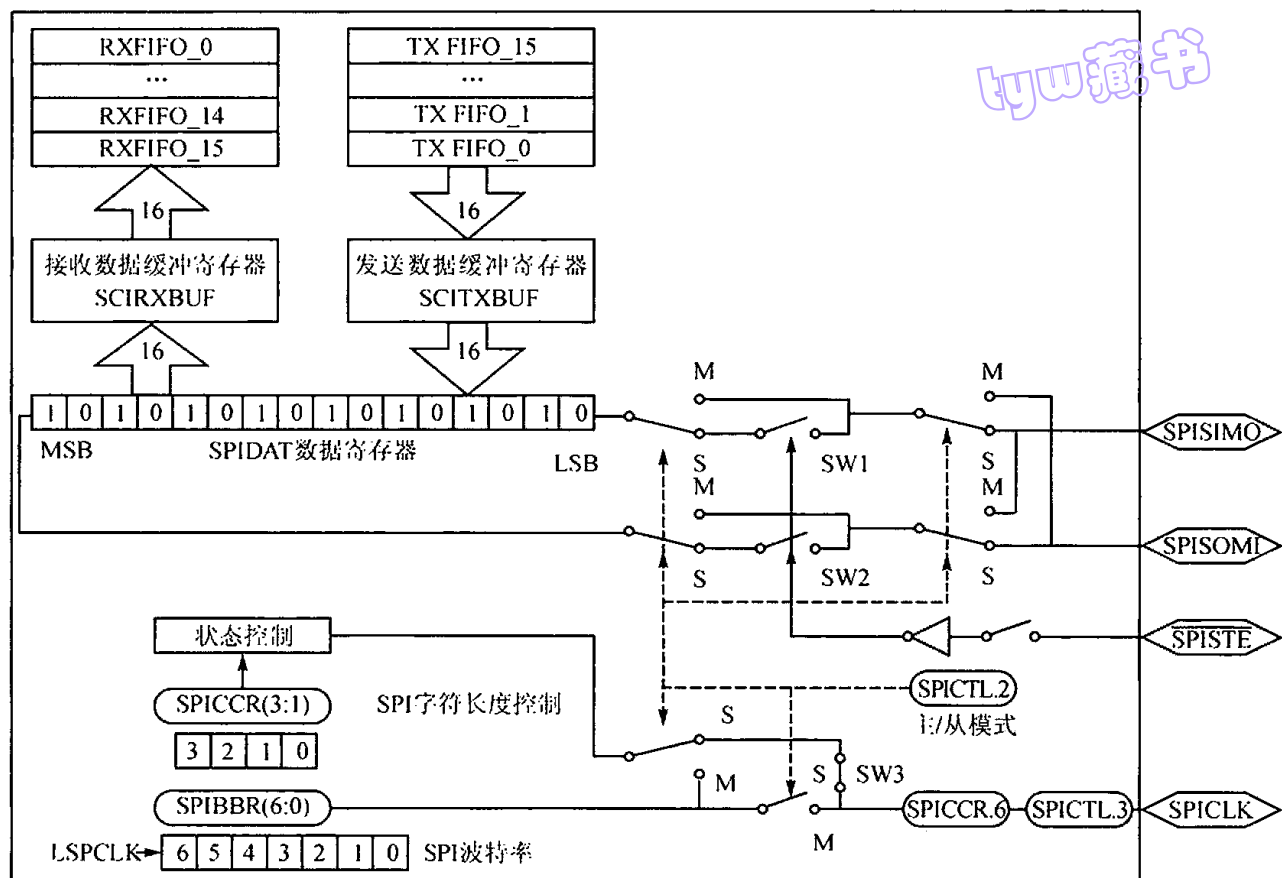 tyw藏书
RXFIFO_0
...
RXFIFO_14
RXFIFO_15
TX FIFO_15
...
TX FIFO_1
TX FIFO_0
16
16
接收数据缓冲寄存器
SCIRXBUF
发送数据缓冲寄存器
SCITXBUF
16
16
1 0 1 0 1 0 1 0 1 0 1 0 1 0 1 0
MSB
SPIDAT数据寄存器
LSB
M
S
SW1
M
S
SPISIMO
M
S
SW2
M
S
SPISOMI
SPISTE
状态控制
SPICCR(3:1)
3 2 1 0
SPI字符长度控制
SPICTL.2
主/从模式
S
M
S
SW3
M
SPIBBR(6:0)
SPICCR.6
SPICTL.3
SPICLK
LSPCLK
6 5 4 3 2 1 0
SPI波特率